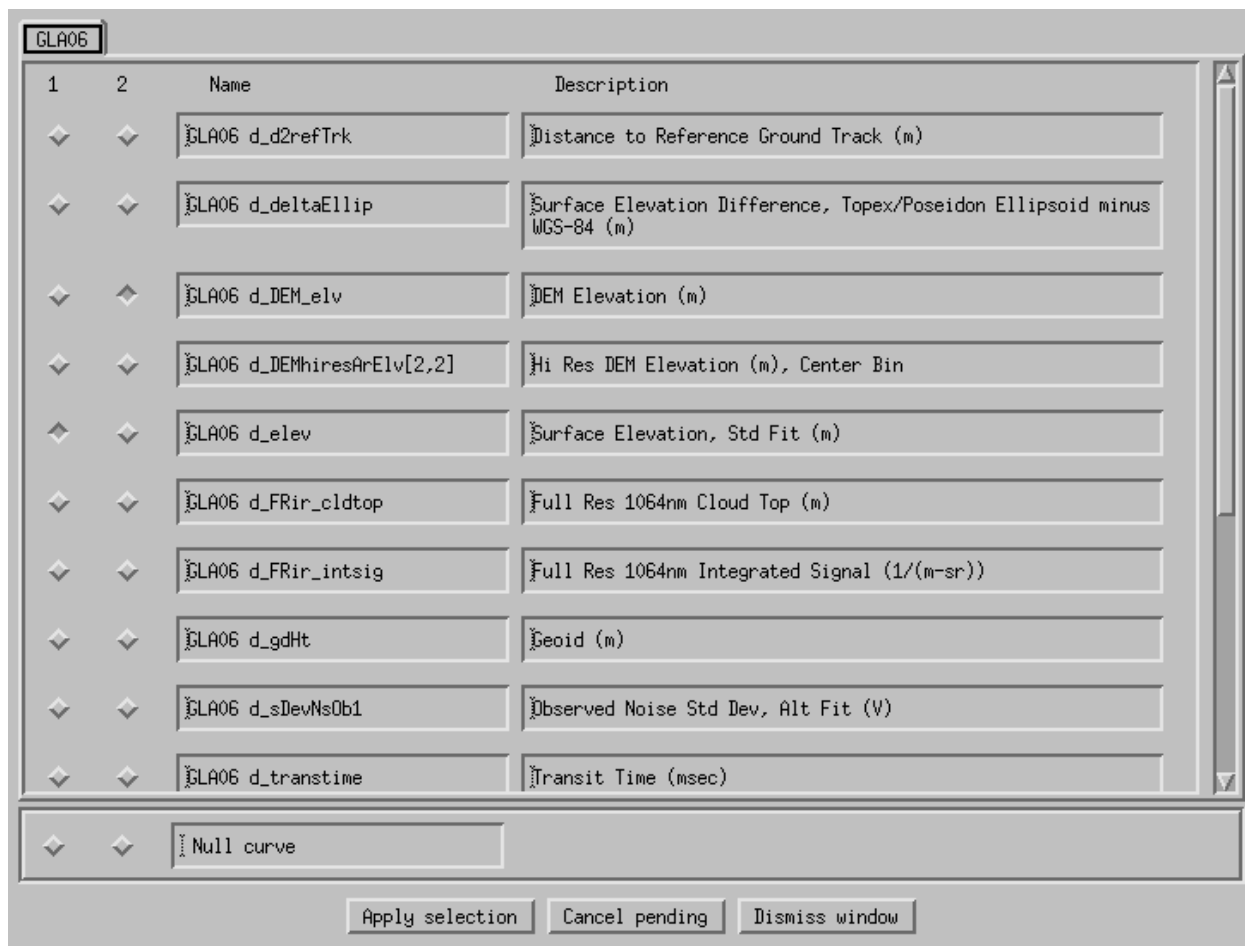 GLA06
1 2 Name Description
GLA06 d_d2refTrk Distance to Reference Ground Track (m)
GLA06 d_deltaEllip Surface Elevation Difference, Topex/Poseidon Ellipsoid minus
WGS-84 (m)
GLA06 d_DEM_elv DEM Elevation (m)
GLA06 d_DEMhiresArElv[2,2] Hi Res DEM Elevation (m), Center Bin
GLA06 d_elev Surface Elevation, Std Fit (m)
GLA06 d_FRir_cldtop Full Res 1064nm Cloud Top (m)
GLA06 d_FRir_intsig Full Res 1064nm Integrated Signal (1/(m-sr))
GLA06 d_gdHt Geoid (m)
GLA06 d_sDevNsOb1 Observed Noise Std Dev, Alt Fit (V)
GLA06 d_transtime Transit Time (msec)
Null curve
Apply selection Cancel pending Dismiss window